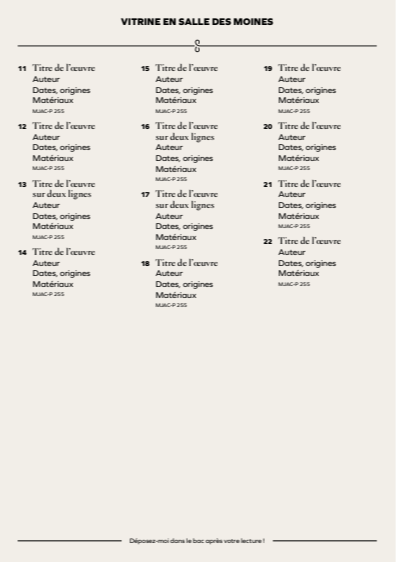 VITRINE EN SALLE DES MOINES
11 Titre de l'œuvre
Auteur
Dates, origines
Matériaux
MJAC-P 255
12 Titre de l'œuvre
Auteur
Dates, origines
Matériaux
MJAC-P 255
13 Titre de l'œuvre
sur deux lignes
Auteur
Dates, origines
Matériaux
MJAC-P 255
14 Titre de l'œuvre
Auteur
Dates, origines
Matériaux
MJAC-P 255
15 Titre de l'œuvre
Auteur
Dates, origines
Matériaux
MJAC-P 255
16 Titre de l'œuvre
sur deux lignes
Auteur
Dates, origines
Matériaux
MJAC-P 255
17 Titre de l'œuvre
sur deux lignes
Auteur
Dates, origines
Matériaux
MJAC-P 255
18 Titre de l'œuvre
Auteur
Dates, origines
Matériaux
MJAC-P 255
19 Titre de l'œuvre
Auteur
Dates, origines
Matériaux
MJAC-P 255
20 Titre de l'œuvre
Auteur
Dates, origines
Matériaux
MJAC-P 255
21 Titre de l'œuvre
Auteur
Dates, origines
Matériaux
MJAC-P 255
22 Titre de l'œuvre
Auteur
Dates, origines
Matériaux
MJAC-P 255
Déposez-moi dans le bac après votre lecture !